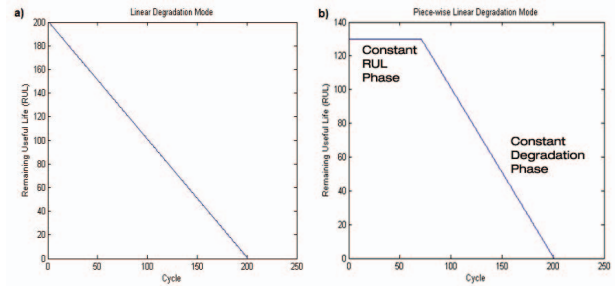 a)
Linear Degradation Mode
200
180
160
140
120
100
80
60
40
20
0
0 50 100 150 200 250
Remaining Useful Life (RUL)
Cycle
b)
Piece-wise Linear Degradation Mode
140
120
100
80
60
40
20
0
0 50 100 150 200 250
Remaining Useful Life (RUL)
Cycle
Constant
RUL
Phase
Constant
Degradation
Phase